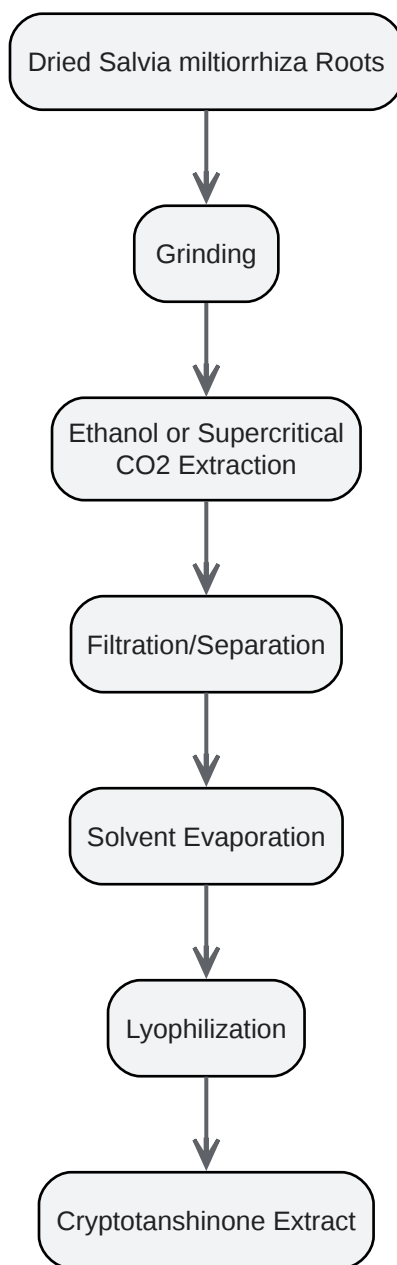 Dried Salvia miltiorrhiza Roots
Grinding
Ethanol or Supercritical
CO2 Extraction
Filtration/Separation
Solvent Evaporation
Lyophilization
Cryptotanshinone Extract